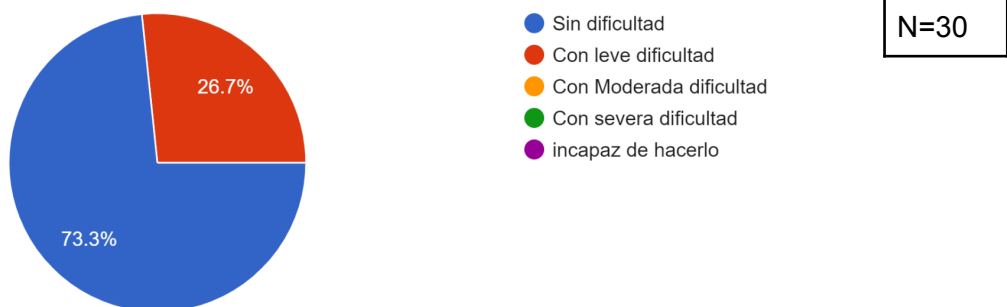 Sin dificultad
Con leve dificultad
Con Moderada dificultad
Con severa dificultad
incapaz de hacerlo
N=30
26.7%
73.3%